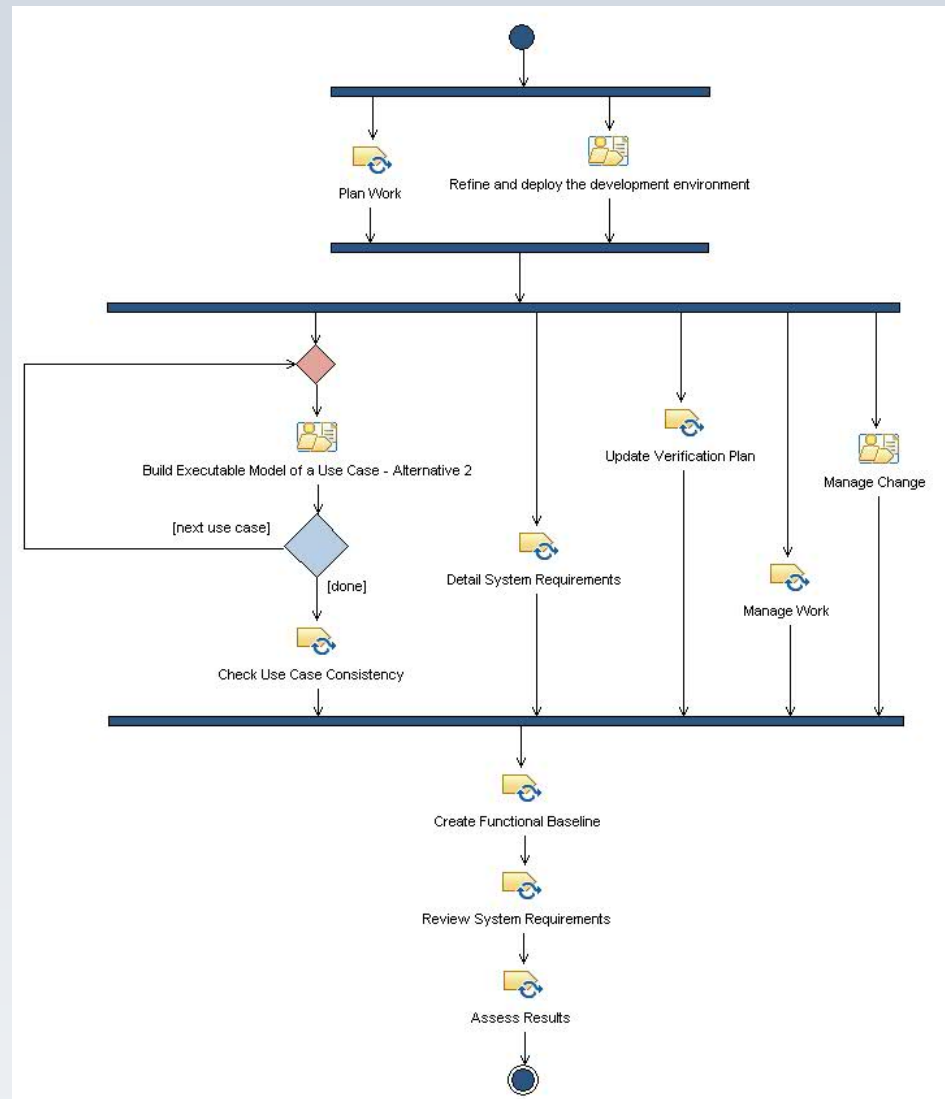 Plan Work
Refine and deploy the development environment
Build Executable Model of a Use Case - Alternative 2
Update Verification Plan
Manage Change
[next use case]
Detail System Requirements
[done]
Manage Work
Check Use Case Consistency
Create Functional Baseline
Review System Requirements
Assess Results